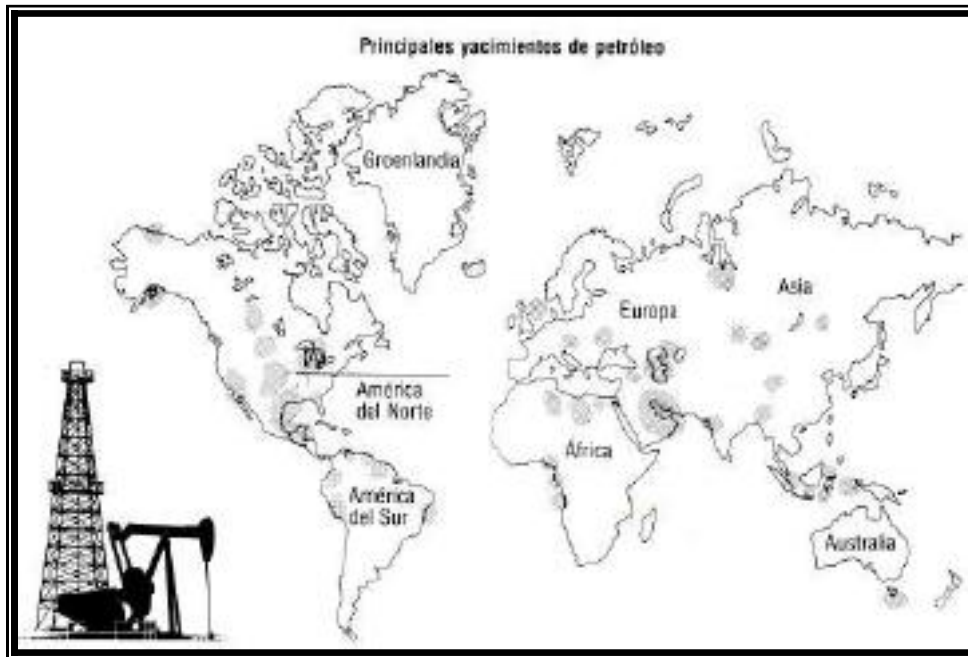 Principales yacimientos de petróleo
Groenlandia
Asia
Europa
América
del Norte
África
América
del Sur
Australia